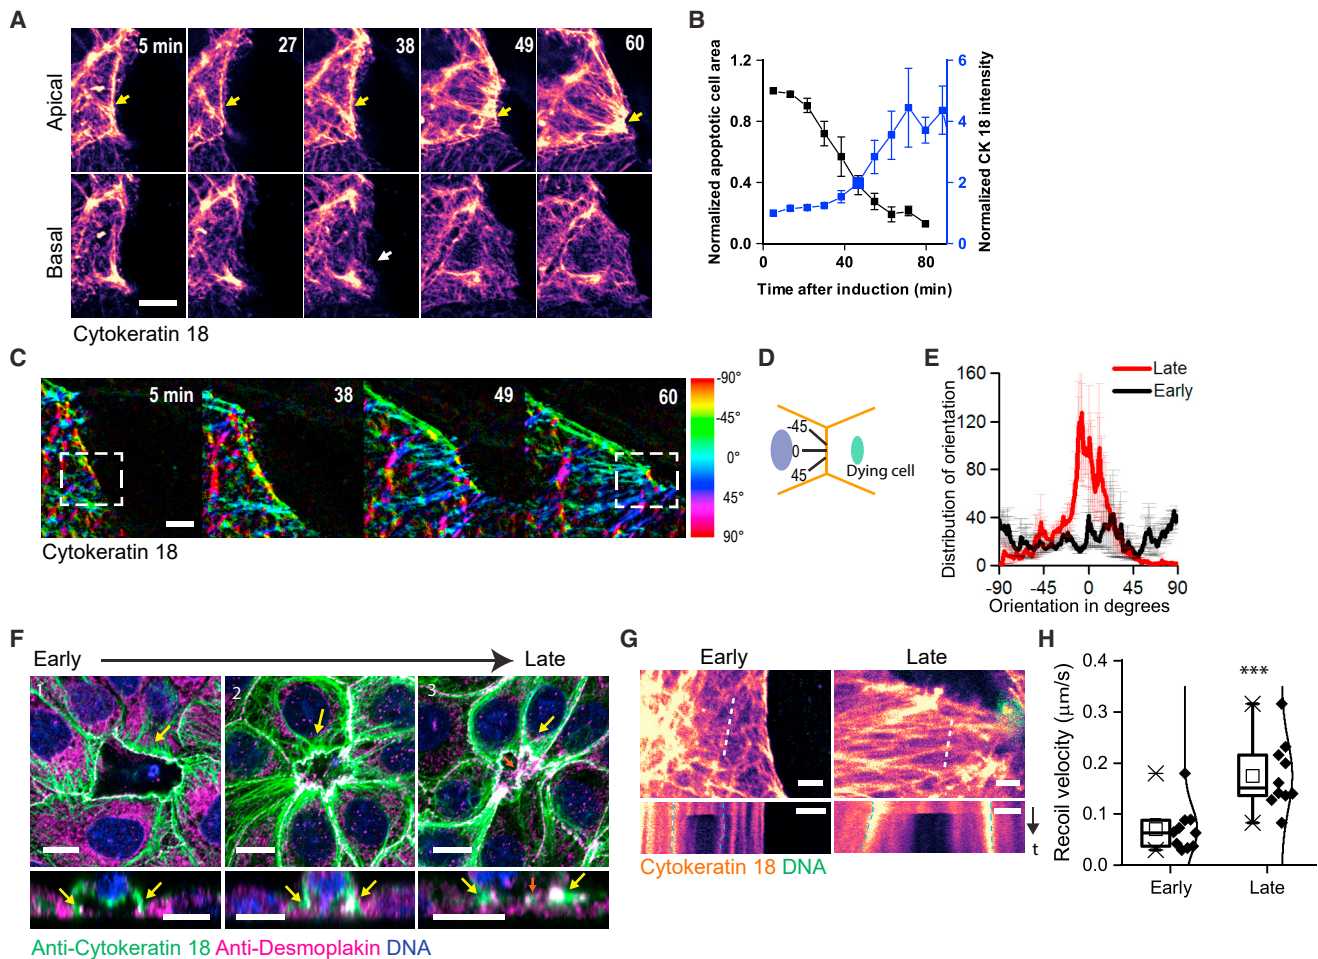 A
5 min
27
38
49
60
Apical
Basal
Cytokeratin 18
B
Normalized apoptotic cell area
1.2
0.8
0.4
0.0
0
40
80
Time after induction (min)
6
4
2
0
Normalized CK 18 intensity
C
5 min
38
49
60
-90°
-45°
0°
45°
90°
Cytokeratin 18
D
-45
0
45
Dying cell
E
Late
Early
Distribution of orientation
160
120
80
40
0
-90
-45
0
45
90
Orientation in degrees
F
Early
Late
1
2
3
Anti-Cytokeratin 18 Anti-Desmoplakin DNA
G
Early
Late
t
Cytokeratin 18 DNA
H
Recoil velocity (μm/s)
0.4
0.3
0.2
0.1
0.0
***
Early
Late